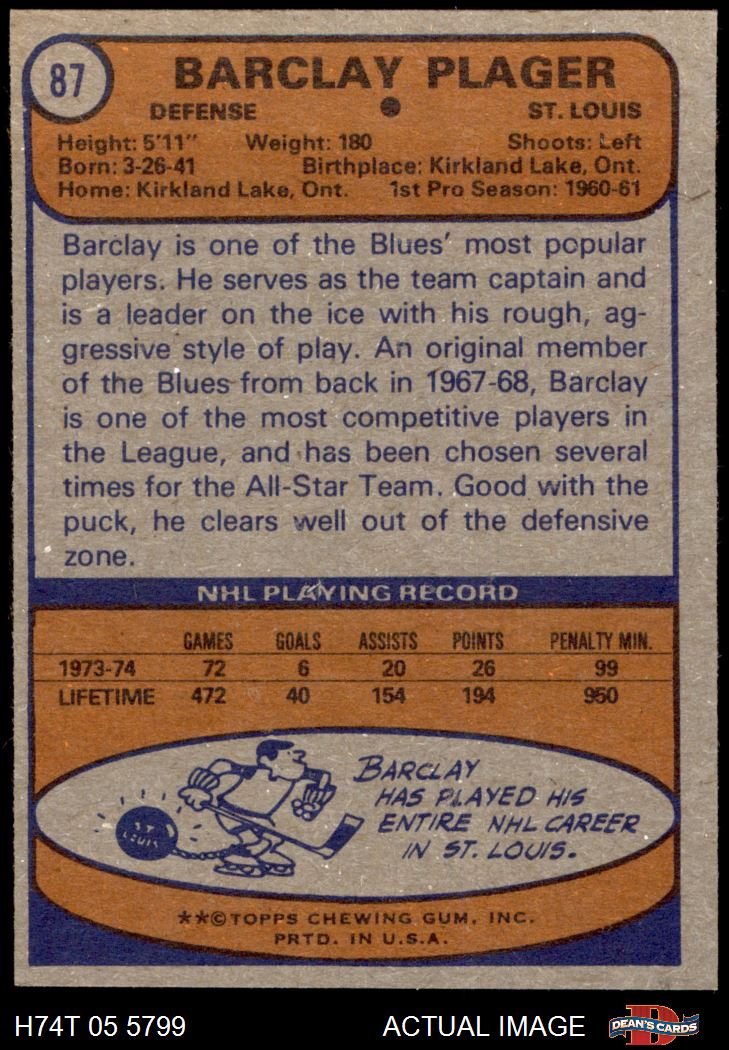 87
BARCLAY PLAGER
DEFENSE ST. LOUIS
Height: 5'11" Weight: 180 Shoots: Left
Born: 3-26-41 Birthplace: Kirkland Lake, Ont.
Home: Kirkland Lake, Ont. 1st Pro Season: 1960-61
Barclay is one of the Blues' most popular
players. He serves as the team captain and
is a leader on the ice with his rough, ag-
gressive style of play. An original member
of the Blues from back in 1967-68, Barclay
is one of the most competitive players in
the League, and has been chosen several
times for the All-Star Team. Good with the
puck, he clears well out of the defensive
zone.
NHL PLAYING RECORD
GAMES GOALS ASSISTS POINTS PENALTY MIN.
1973-74 72 6 20 26 99
LIFETIME 472 40 154 194 950
BARCLAY
HAS PLAYED HIS
ENTIRE NHL CAREER
IN ST. LOUIS.
ST.
LOUIS
**©TOPPS CHEWING GUM, INC.
PRTD. IN U.S.A.
H74T 05 5799 ACTUAL IMAGE D DEAN'S CARDS